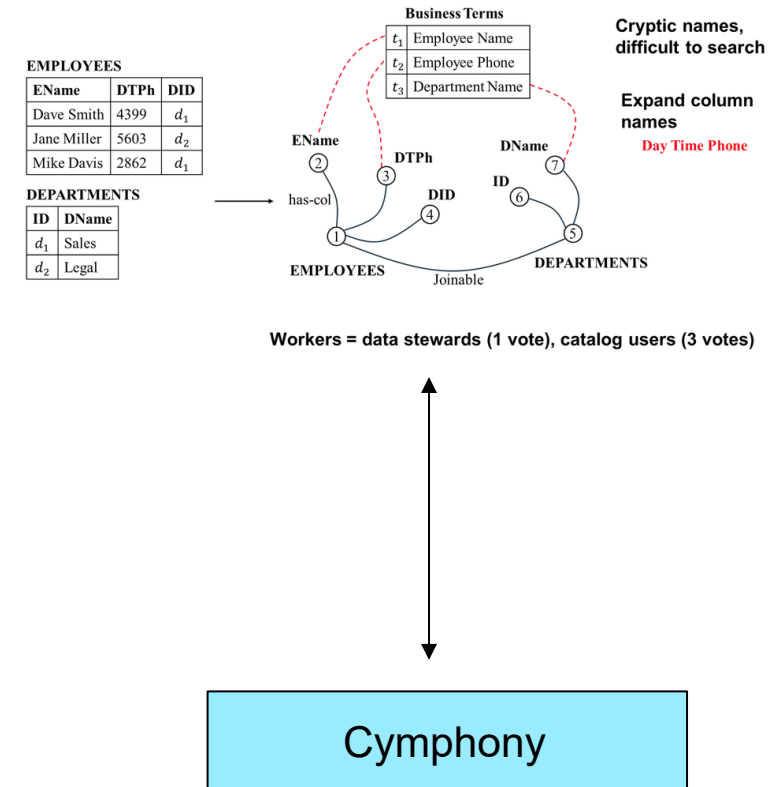 Business Terms
t1 Employee Name
t2 Employee Phone
t3 Department Name
Cryptic names,
difficult to search
Expand column
names
Day Time Phone
EMPLOYEES
EName DTPh DID
Dave Smith 4399 d1
Jane Miller 5603 d2
Mike Davis 2862 d1
DEPARTMENTS
ID DName
d1 Sales
d2 Legal
EName
2
DTPh
3
DID
4
has-col
1
EMPLOYEES
DName
7
ID
6
5
DEPARTMENTS
Joinable
Workers = data stewards (1 vote), catalog users (3 votes)
Cymphony